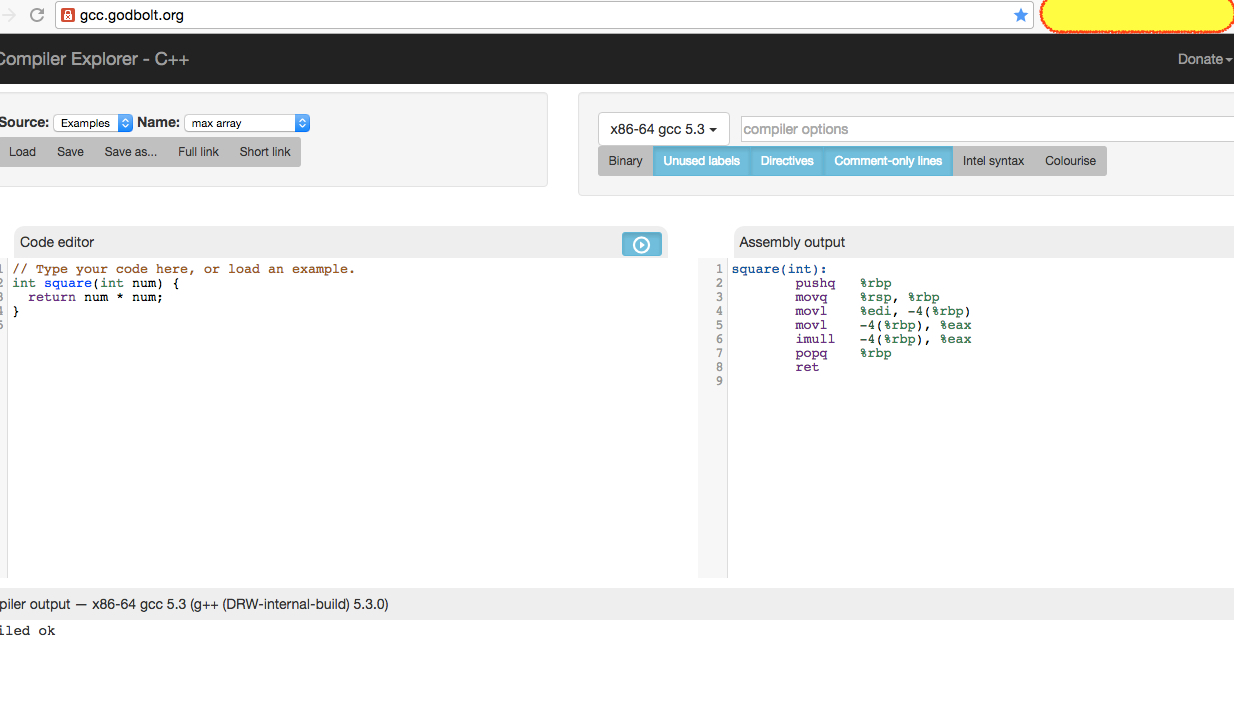 gcc.godbolt.org
Compiler Explorer - C++
Donate
Source: Examples Name: max array
Load Save Save as... Full link Short link
x86-64 gcc 5.3 compiler options
Binary Unused labels Directives Comment-only lines Intel syntax Colourise
Code editor
1 // Type your code here, or load an example.
2 int square(int num) {
3 return num * num;
4 }
5
Assembly output
1 square(int):
2 pushq %rbp
3 movq %rsp, %rbp
4 movl %edi, -4(%rbp)
5 movl -4(%rbp), %eax
6 imull -4(%rbp), %eax
7 popq %rbp
8 ret
9
piler output — x86-64 gcc 5.3 (g++ (DRW-internal-build) 5.3.0)
iled ok